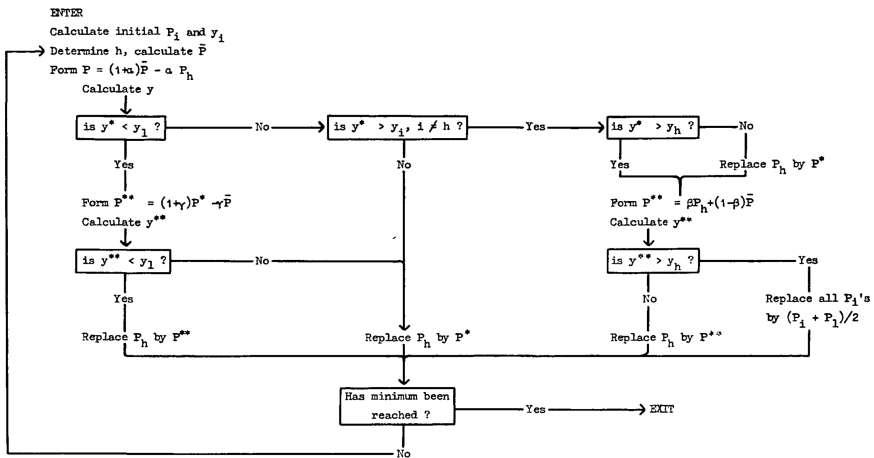 ENTER
Calculate initial P_i and y_i
Determine h, calculate P̄
Form P = (1+α)P̄ - α P_h
Calculate y
is y* < y_l ?
No
is y* > y_i, i ≠ h ?
Yes
is y* > y_h ?
No
Yes
No
Yes
Replace P_h by P*
Form P** = (1+γ)P* -γP̄
Calculate y**
Form P** = βP_h+(1-β)P̄
Calculate y**
is y** < y_l ?
No
is y** > y_h ?
Yes
Yes
No
Replace all P_i's
by (P_i + P_l)/2
Replace P_h by P**
Replace P_h by P*
Replace P_h by P**
Has minimum been
reached ?
Yes
EXIT
No